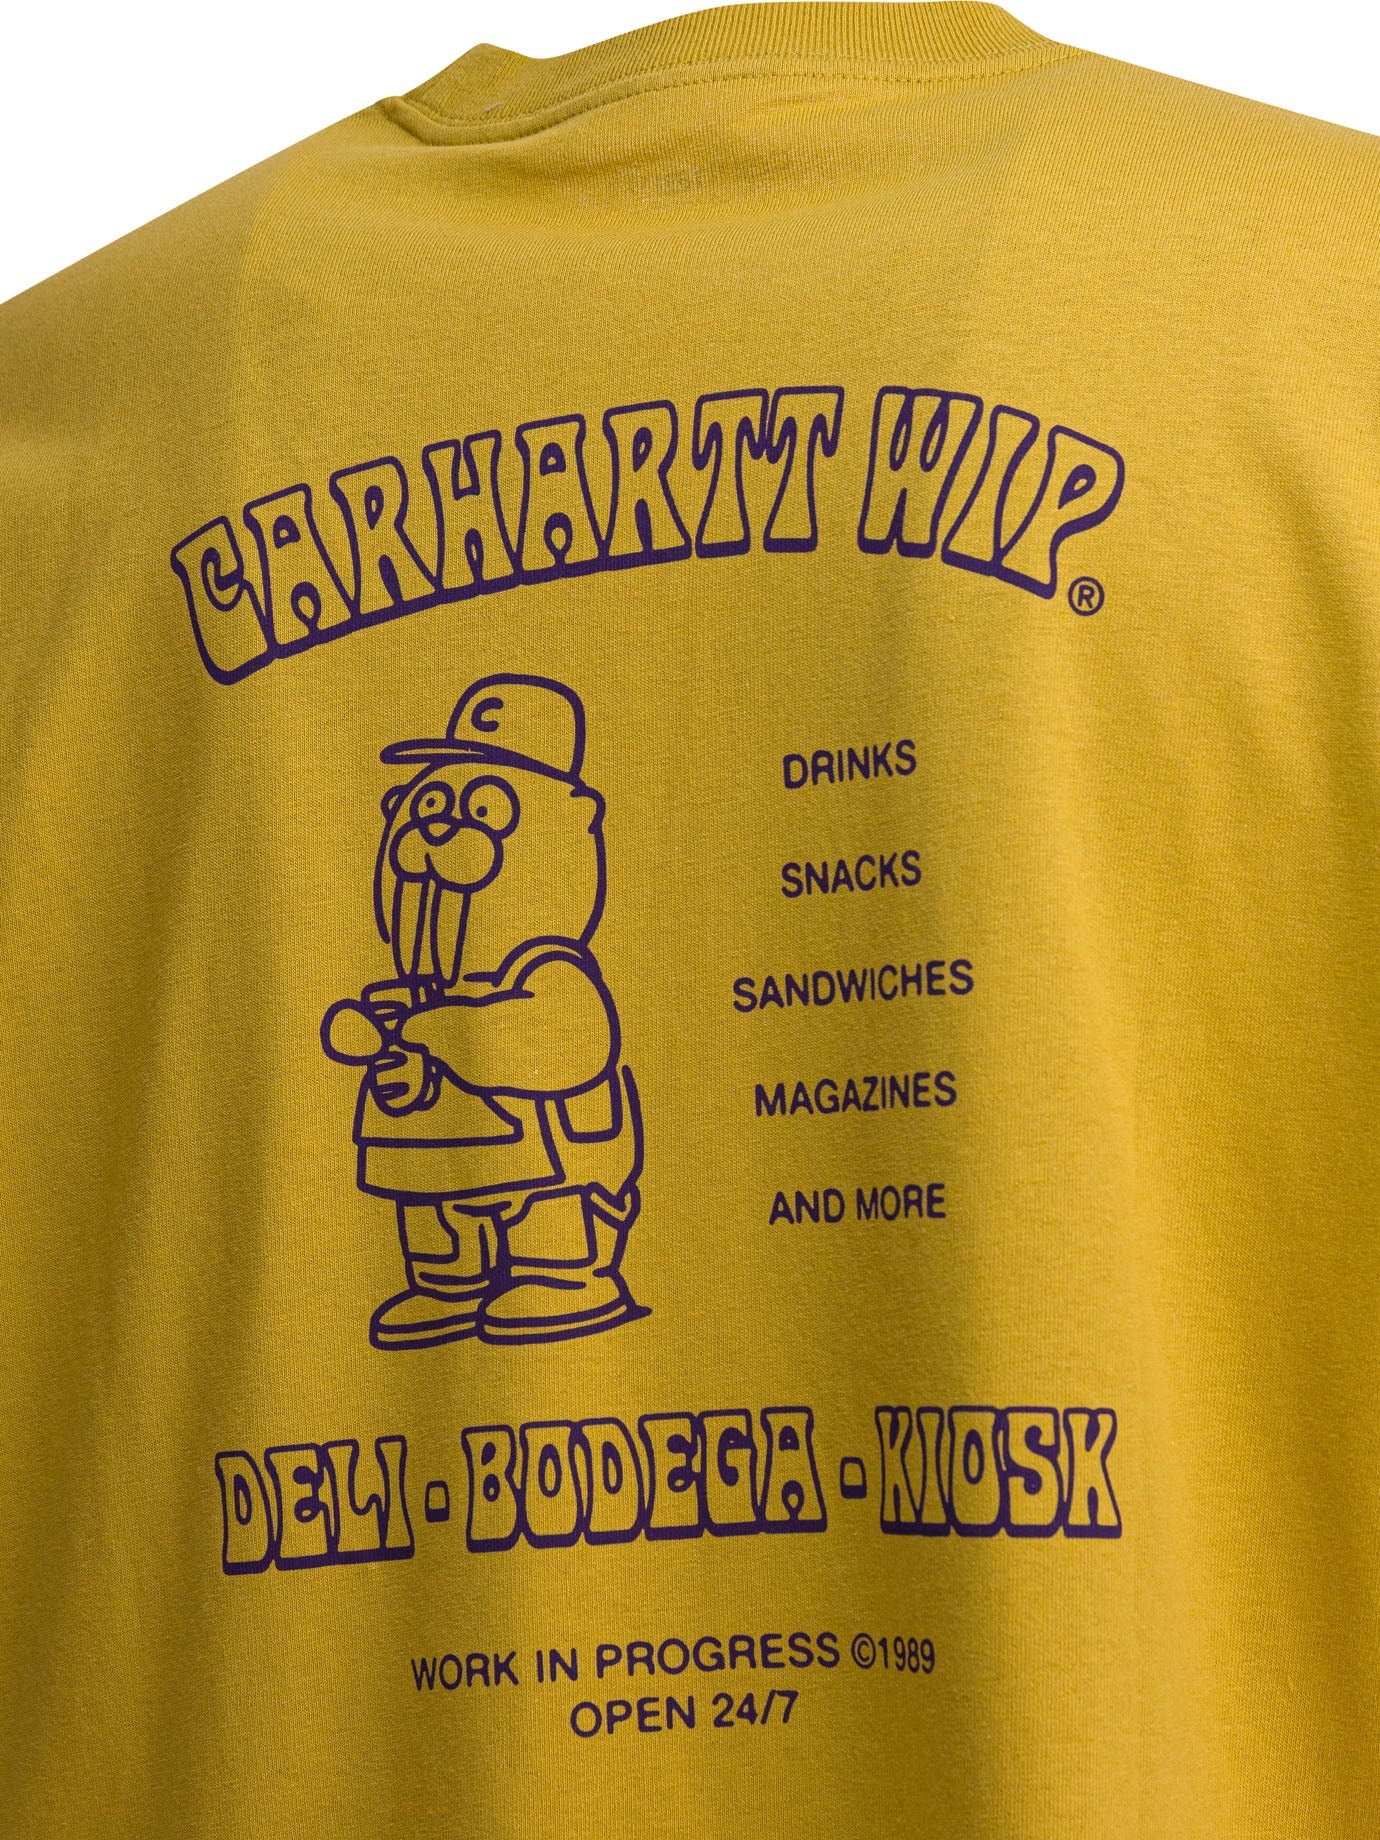 CARHARTT WIP®
C
DRINKS
SNACKS
SANDWICHES
MAGAZINES
AND MORE
DELI - BODEGA - KIOSK
WORK IN PROGRESS ©1989
OPEN 24/7